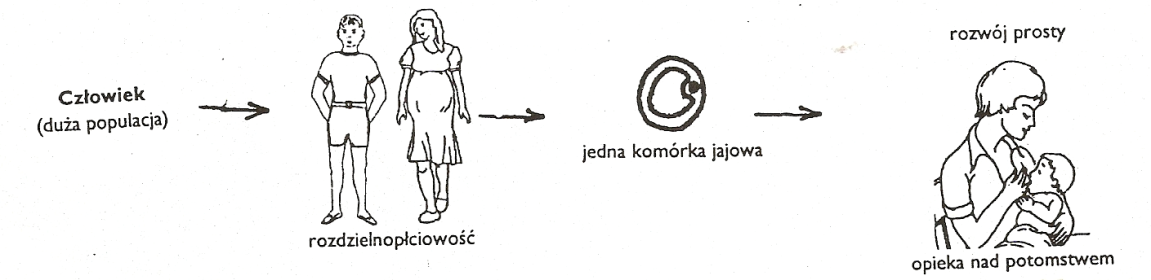 Człowiek
(duża populacja)
rozdzielnopłciowość
jedna komórka jajowa
rozwój prosty
opieka nad potomstwem